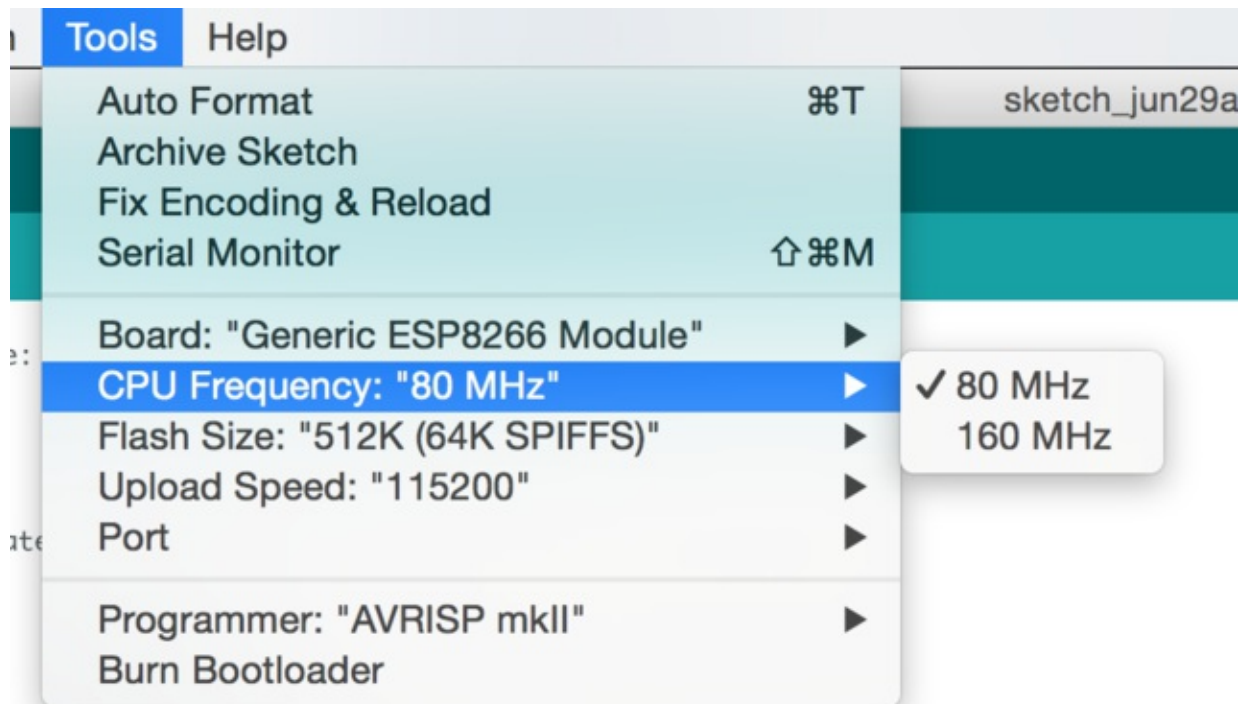 Tools Help
sketch_jun29a
Auto Format ⌘T
Archive Sketch
Fix Encoding & Reload
Serial Monitor ⇧⌘M
Board: "Generic ESP8266 Module" ▶
CPU Frequency: "80 MHz" ▶
✓ 80 MHz
160 MHz
Flash Size: "512K (64K SPIFFS)" ▶
Upload Speed: "115200" ▶
Port ▶
Programmer: "AVRISP mkII" ▶
Burn Bootloader